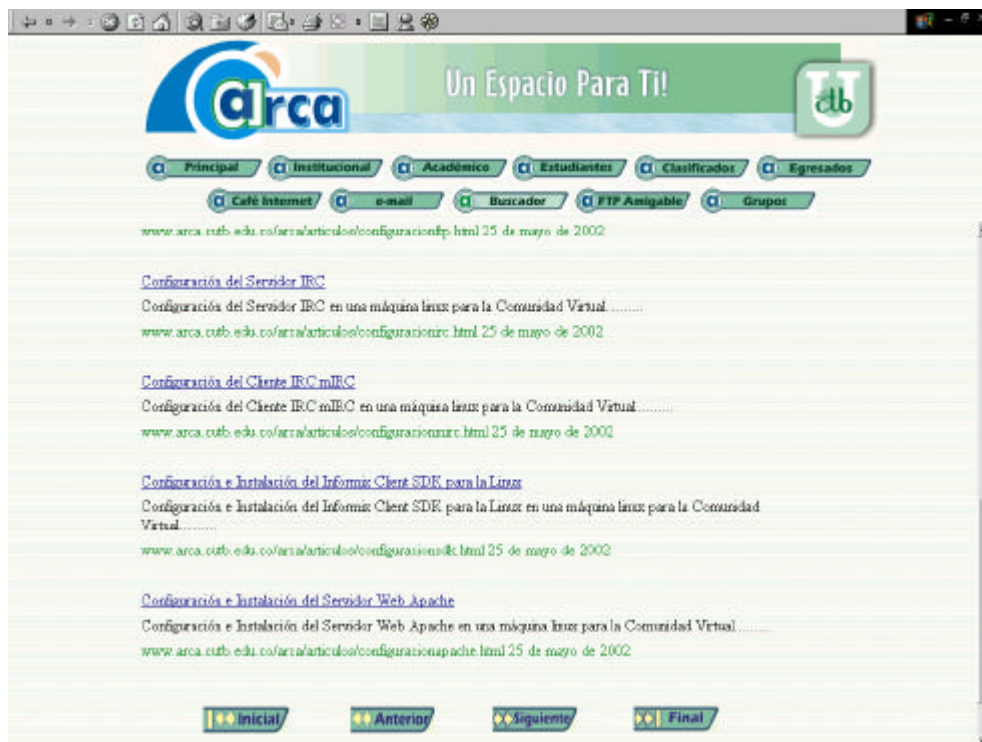 arca
Un Espacio Para Ti!
U ctb
Principal Institucional Académico Estudiantes Clasificados Egresados
Café Internet e-mail Buscador FTP Amigable Grupos
www.arca.cutb.edu.co/arca/articulos/configuracionftp.html 25 de mayo de 2002
Configuración del Servidor IRC
Configuración del Servidor IRC en una máquina linux para la Comunidad Virtual.........
www.arca.cutb.edu.co/arca/articulos/configuracionirc.html 25 de mayo de 2002
Configuración del Cliente IRC mIRC
Configuración del Cliente IRC mIRC en una máquina linux para la Comunidad Virtual.........
www.arca.cutb.edu.co/arca/articulos/configuracionmirc.html 25 de mayo de 2002
Configuración e Instalación del Informix Client SDK para la Linux
Configuración e Instalación del Informix Client SDK para la Linux en una máquina linux para la Comunidad
Virtual.........
www.arca.cutb.edu.co/arca/articulos/configuracionsdk.html 25 de mayo de 2002
Configuración e Instalación del Servidor Web Apache
Configuración e Instalación del Servidor Web Apache en una máquina linux para la Comunidad Virtual.........
www.arca.cutb.edu.co/arca/articulos/configuracionapache.html 25 de mayo de 2002
Inicial Anterior Siguiente Final